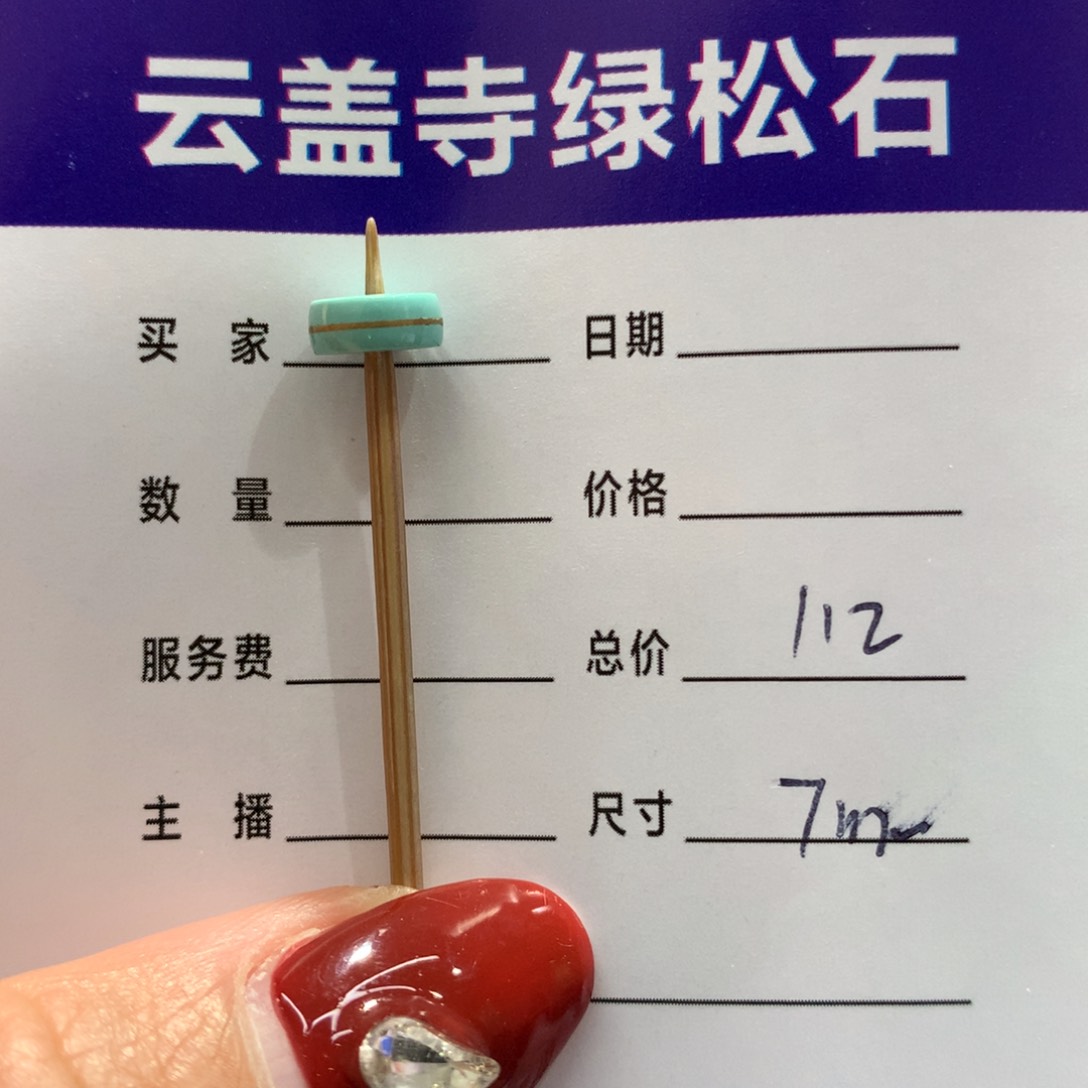 云盖寺绿松石
买家 日期
数量 价格
服务费 总价 112
主播 尺寸 7m